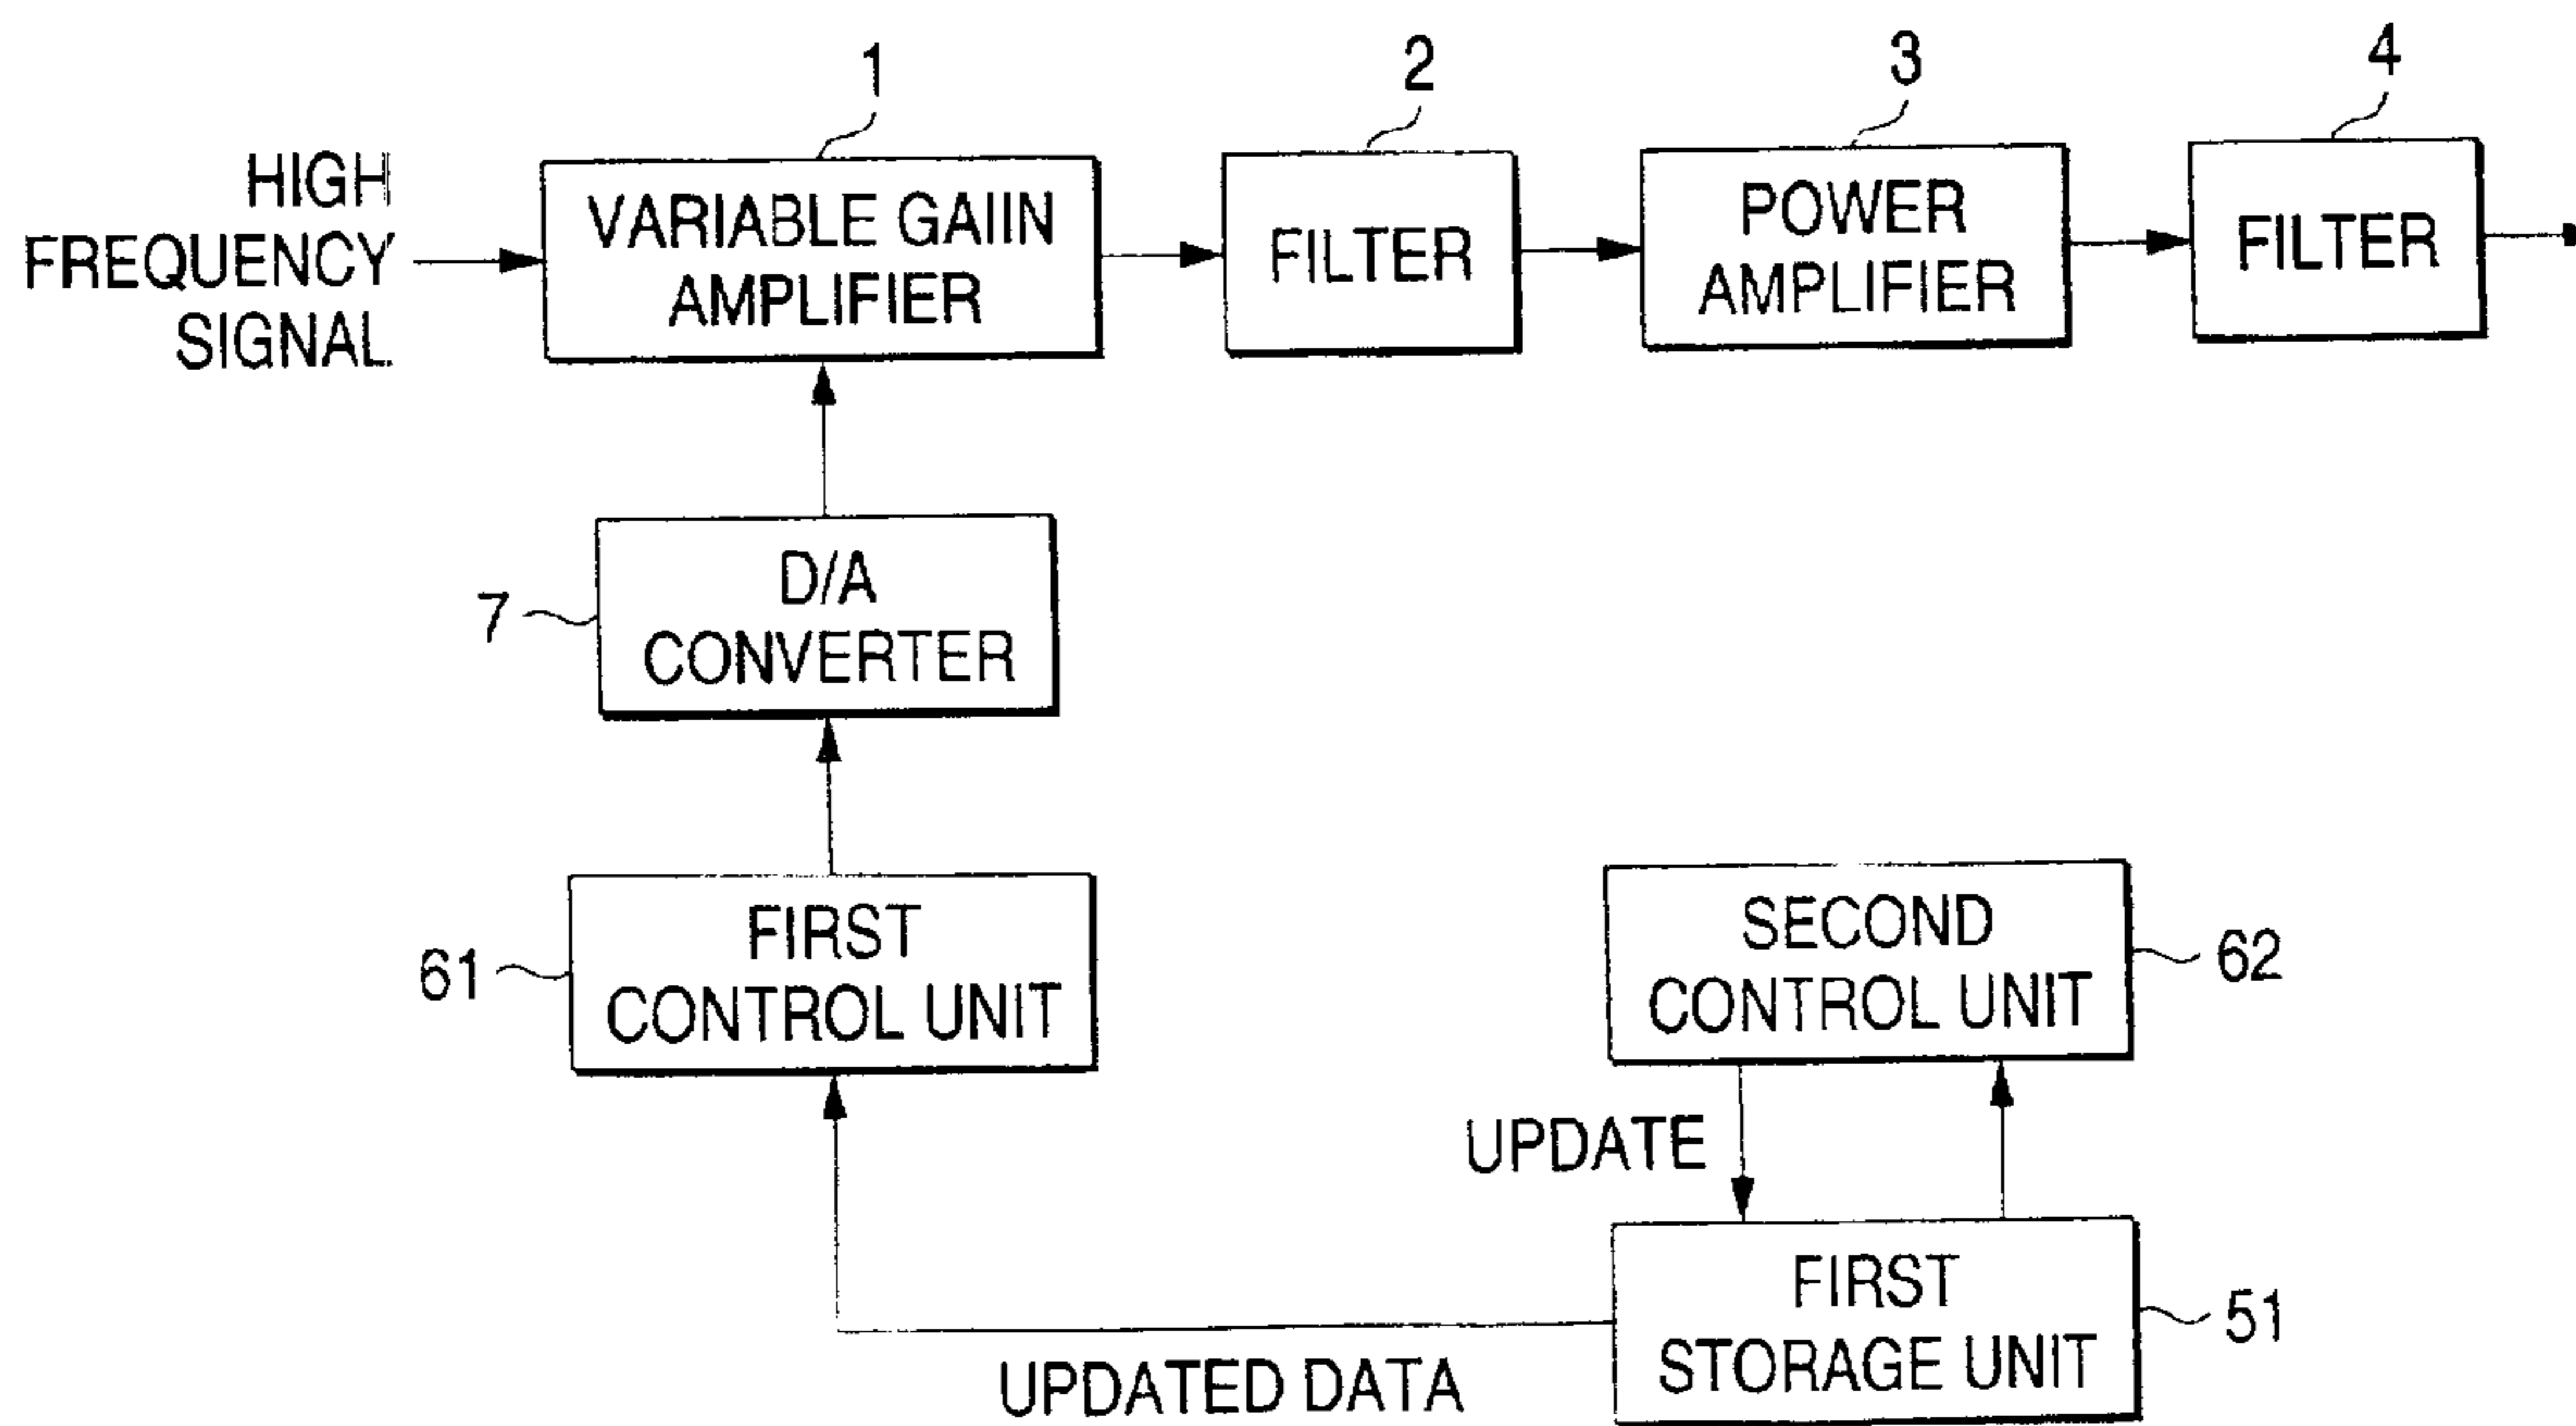 1
2
3
4
HIGH
FREQUENCY
SIGNAL
VARIABLE GAIIN
AMPLIFIER
FILTER
POWER
AMPLIFIER
FILTER
7
D/A
CONVERTER
61
FIRST
CONTROL UNIT
SECOND
CONTROL UNIT
62
UPDATE
FIRST
STORAGE UNIT
51
UPDATED DATA